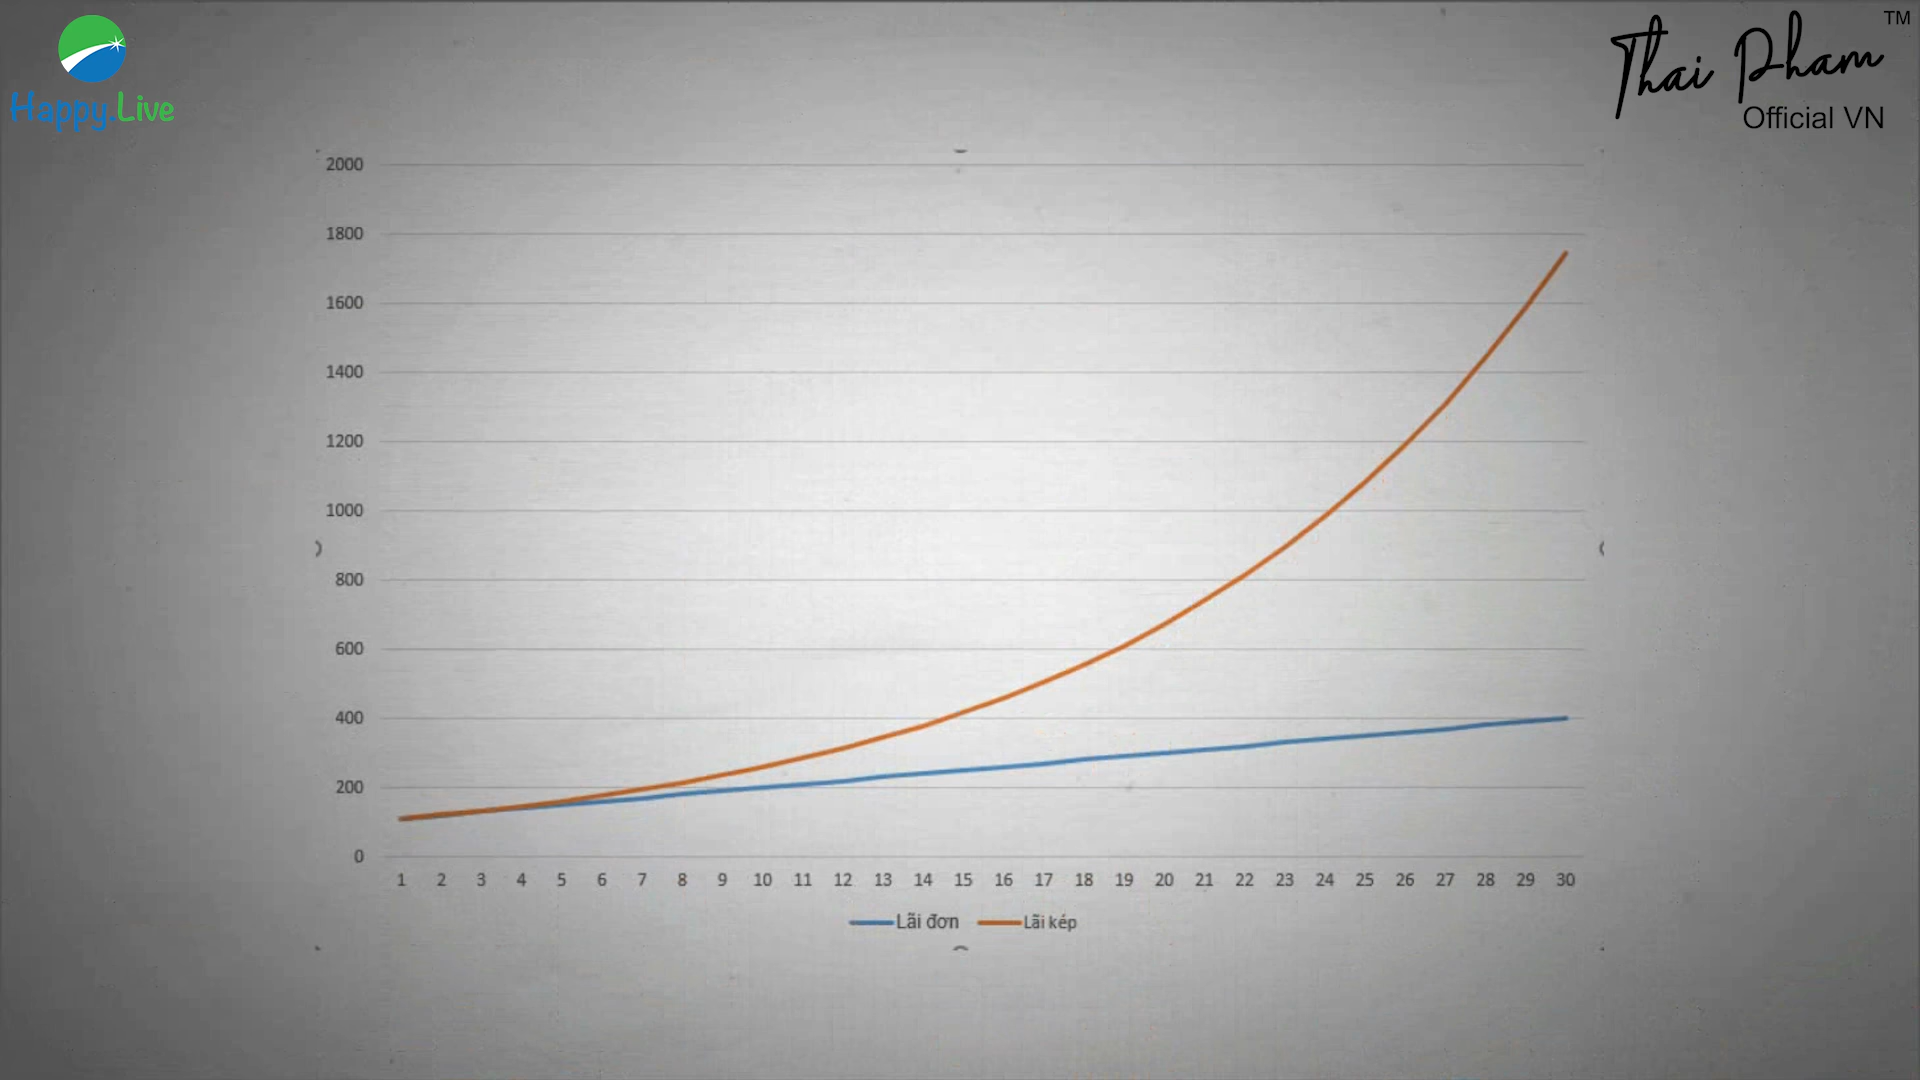 Happy.Live
Thai Pham
TM
Official VN
2000
1800
1600
1400
1200
1000
800
600
400
200
0
1 2 3 4 5 6 7 8 9 10 11 12 13 14 15 16 17 18 19 20 21 22 23 24 25 26 27 28 29 30
Lãi đơn Lãi kép